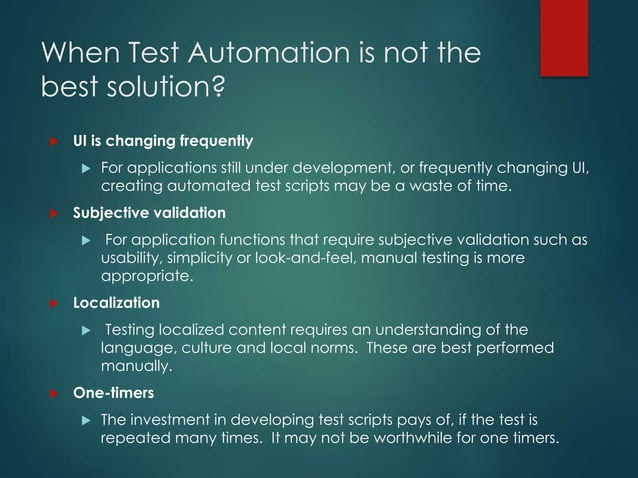 When Test Automation is not the
best solution?
UI is changing frequently
For applications still under development, or frequently changing UI,
creating automated test scripts may be a waste of time.
Subjective validation
For application functions that require subjective validation such as
usability, simplicity or look-and-feel, manual testing is more
appropriate.
Localization
Testing localized content requires an understanding of the
language, culture and local norms. These are best performed
manually.
One-timers
The investment in developing test scripts pays of, if the test is
repeated many times. It may not be worthwhile for one timers.